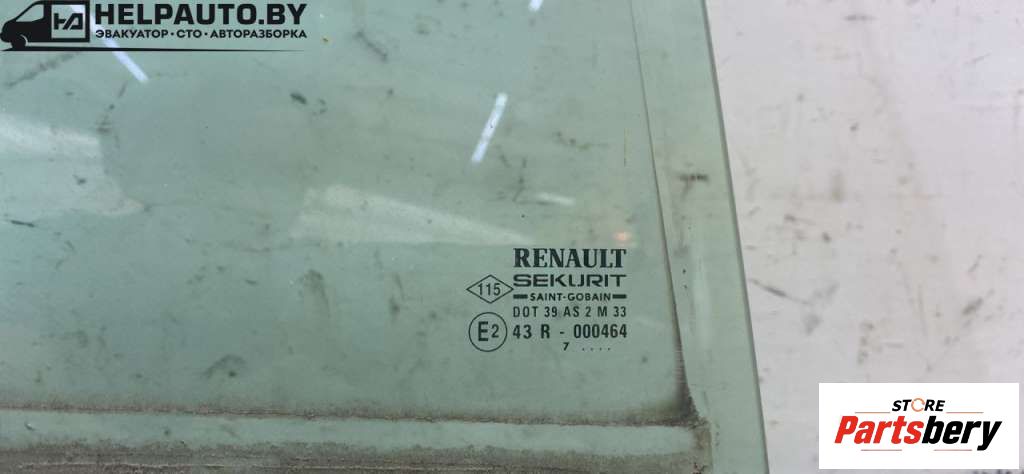 HELPAUTO.BY
ЭВАКУАТОР · СТО · АВТОРАЗБОРКА
RENAULT
115 SEKURIT
SAINT-GOBAIN
DOT 39 AS 2 M 33
E2 43 R - 000464
7 ....
STORE
Partsbery